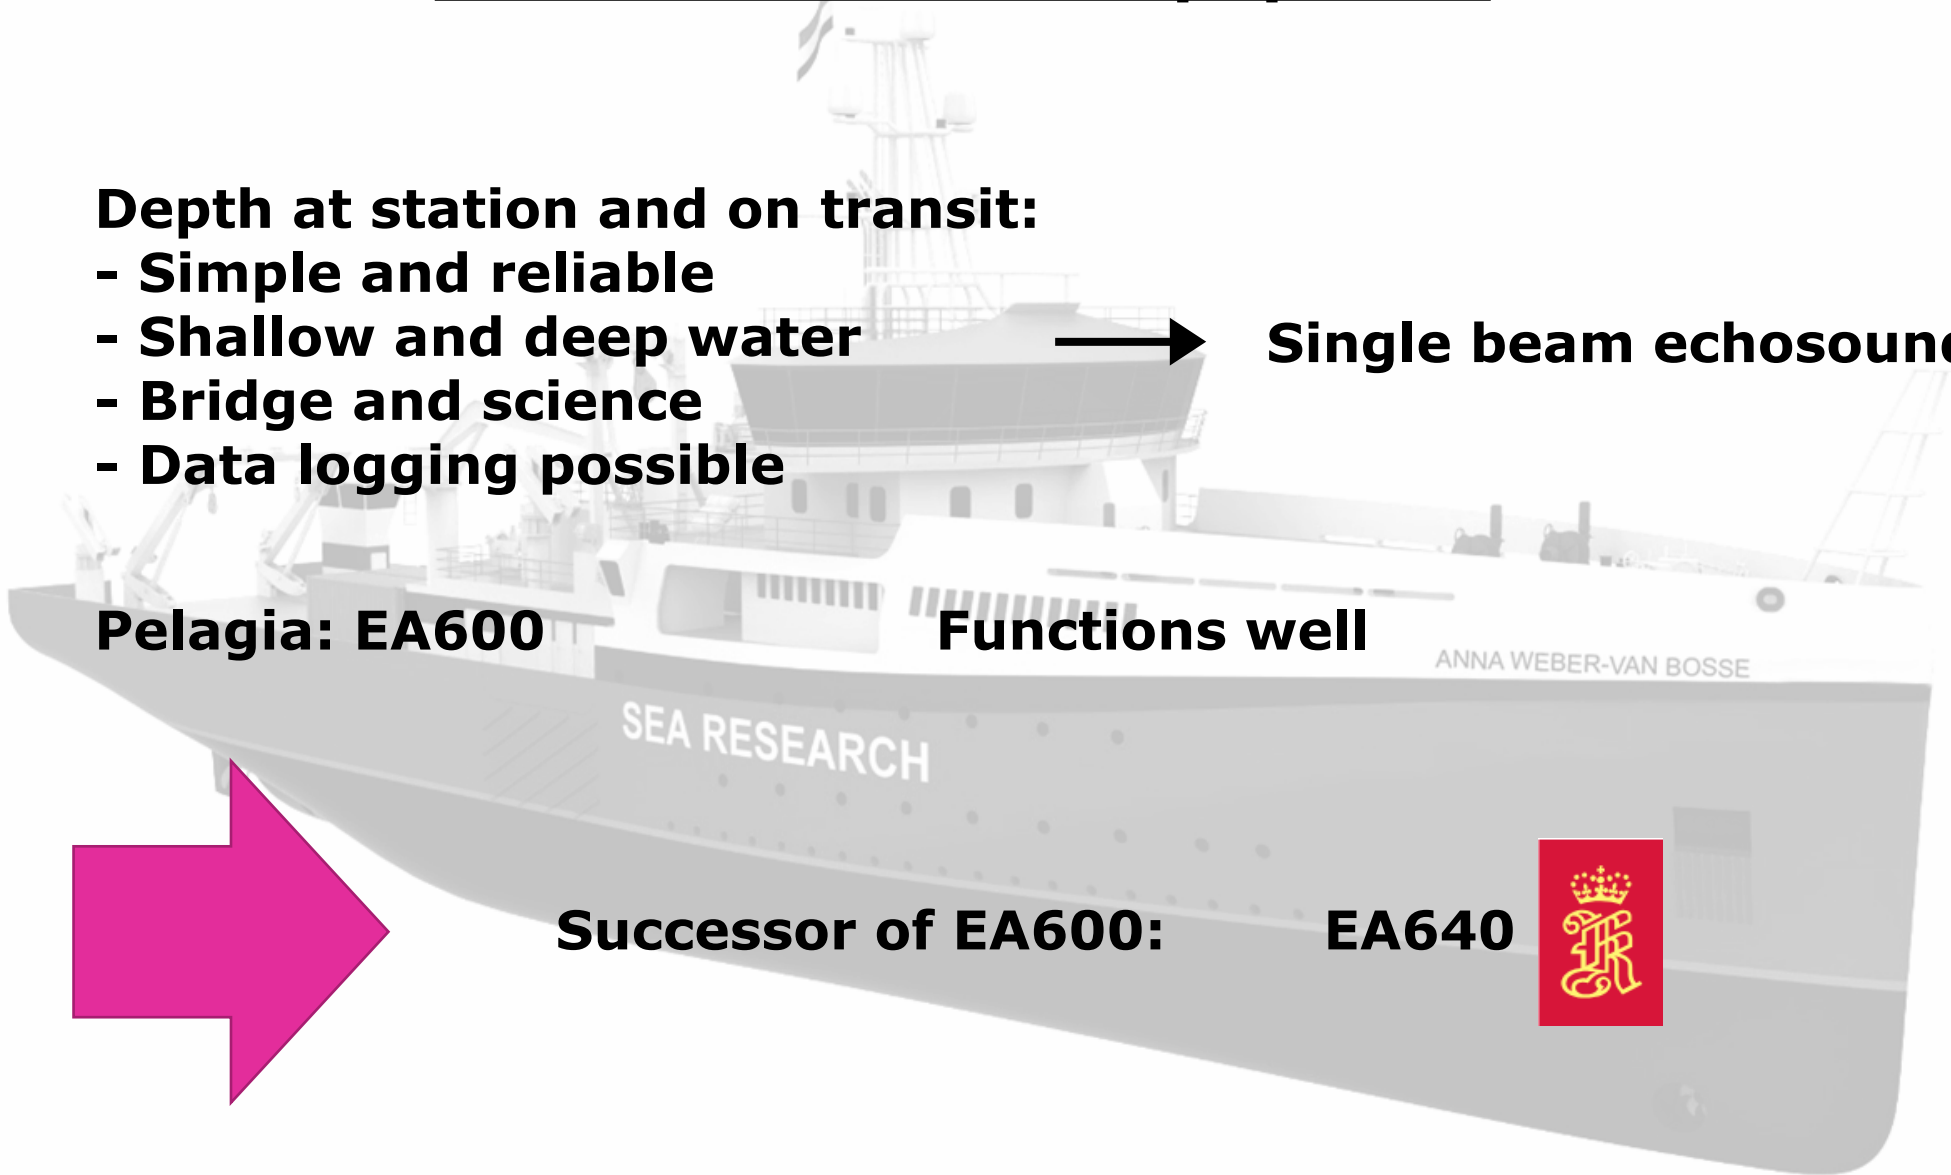 Depth at station and on transit:
- Simple and reliable
- Shallow and deep water
Single beam
- Bridge and science
- Data logging possible
Pelagia: EA600
Functions well
ANNA WEBER-VAN BOSSE
SEA RESEARCH
Successor of EA600:
EA640